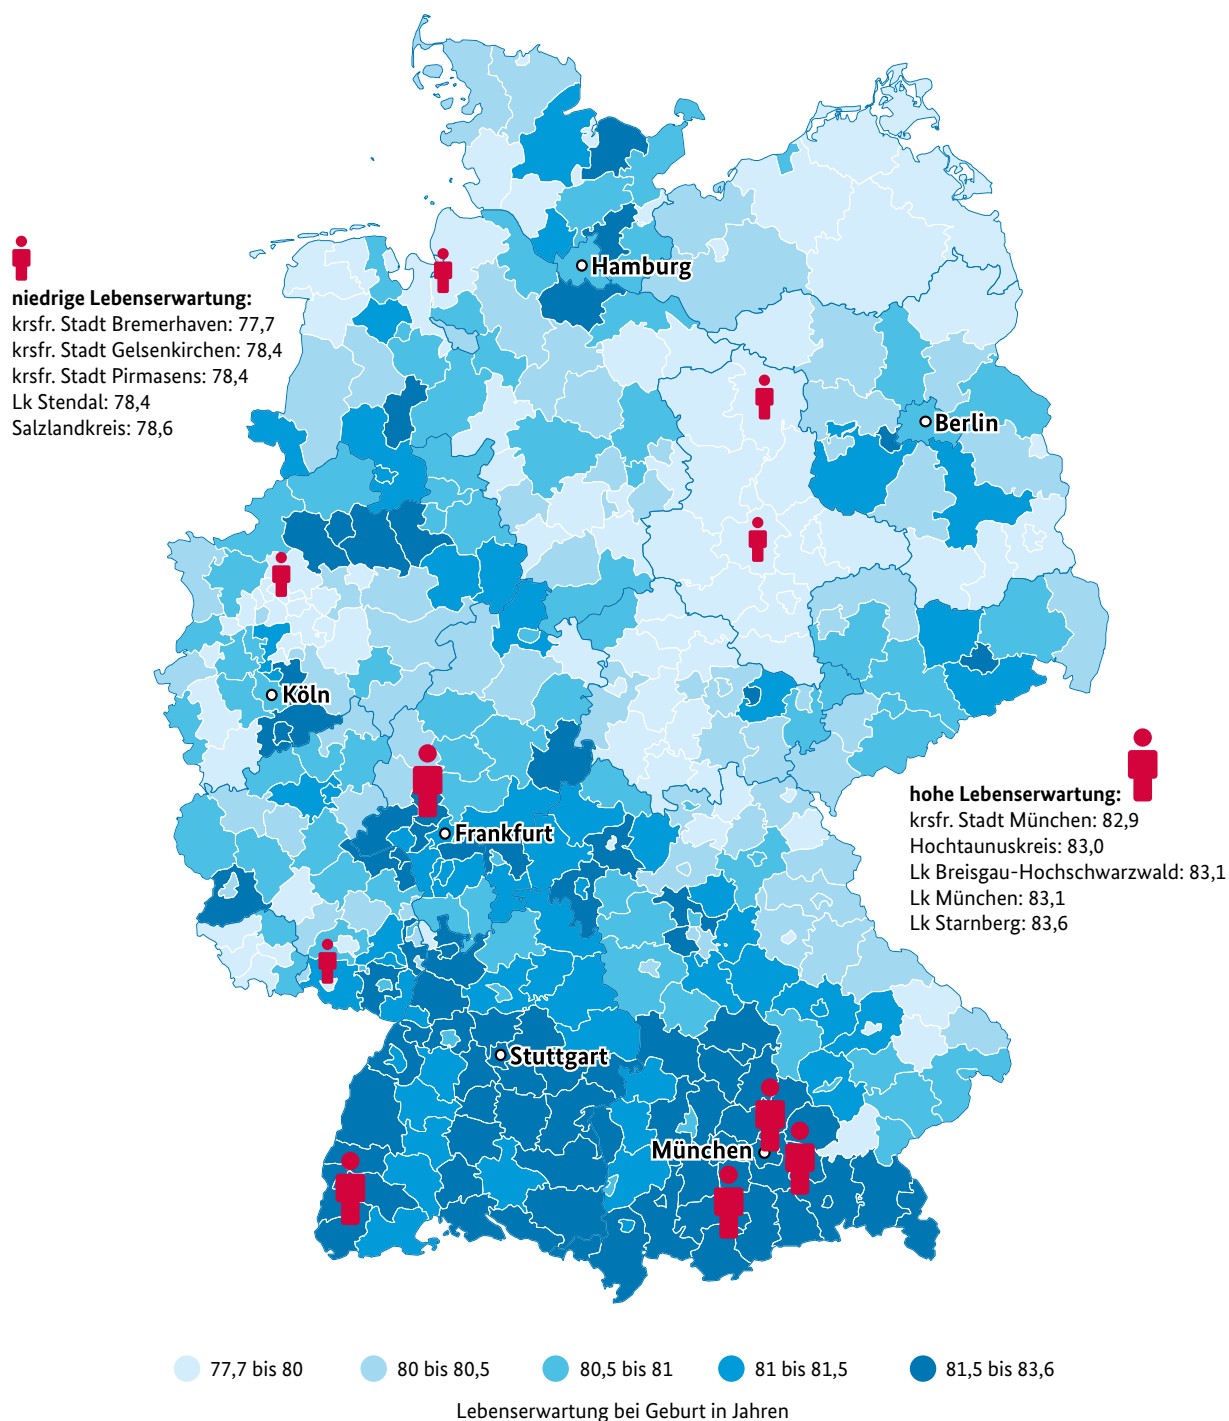 Hamburg
niedrige Lebenserwartung:
krsfr. Stadt Bremerhaven: 77,7
krsfr. Stadt Gelsenkirchen: 78,4
krsfr. Stadt Pirmasens: 78,4
Lk Stendal: 78,4
Salzlandkreis: 78,6
Berlin
Köln
hohe Lebenserwartung:
krsfr. Stadt München: 82,9
Hochtaunuskreis: 83,0
Lk Breisgau-Hochschwarzwald: 83,1
Lk München: 83,1
Lk Starnberg: 83,6
Frankfurt
Stuttgart
München
77,7 bis 80
80 bis 80,5
80,5 bis 81
81 bis 81,5
81,5 bis 83,6
Lebenserwartung bei Geburt in Jahren